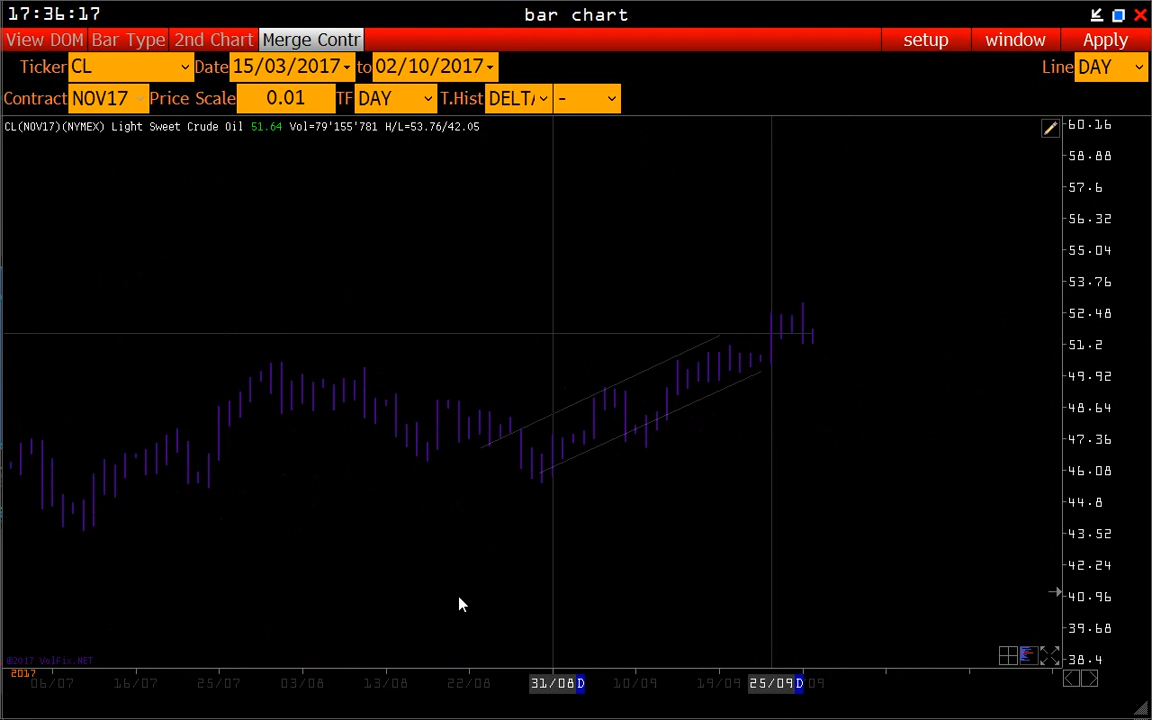 17:36:17 bar chart
View DOM Bar Type 2nd Chart Merge Contr setup window Apply
Ticker CL Date 15/03/2017 to 02/10/2017 Line DAY
Contract NOV17 Price Scale 0.01 TF DAY T.Hist DELTA -
CL(NOV17)(NYMEX) Light Sweet Crude Oil 51.64 Vol=79'155'781 H/L=53.76/42.05
60.16
58.88
57.6
56.32
55.04
53.76
52.48
51.2
49.92
48.64
47.36
46.08
44.8
43.52
42.24
40.96
39.68
38.4
©2017 VolFix.NET
2017
06/07 16/07 25/07 03/08 13/08 22/08 31/08 D 10/09 19/09 25/09 D 09